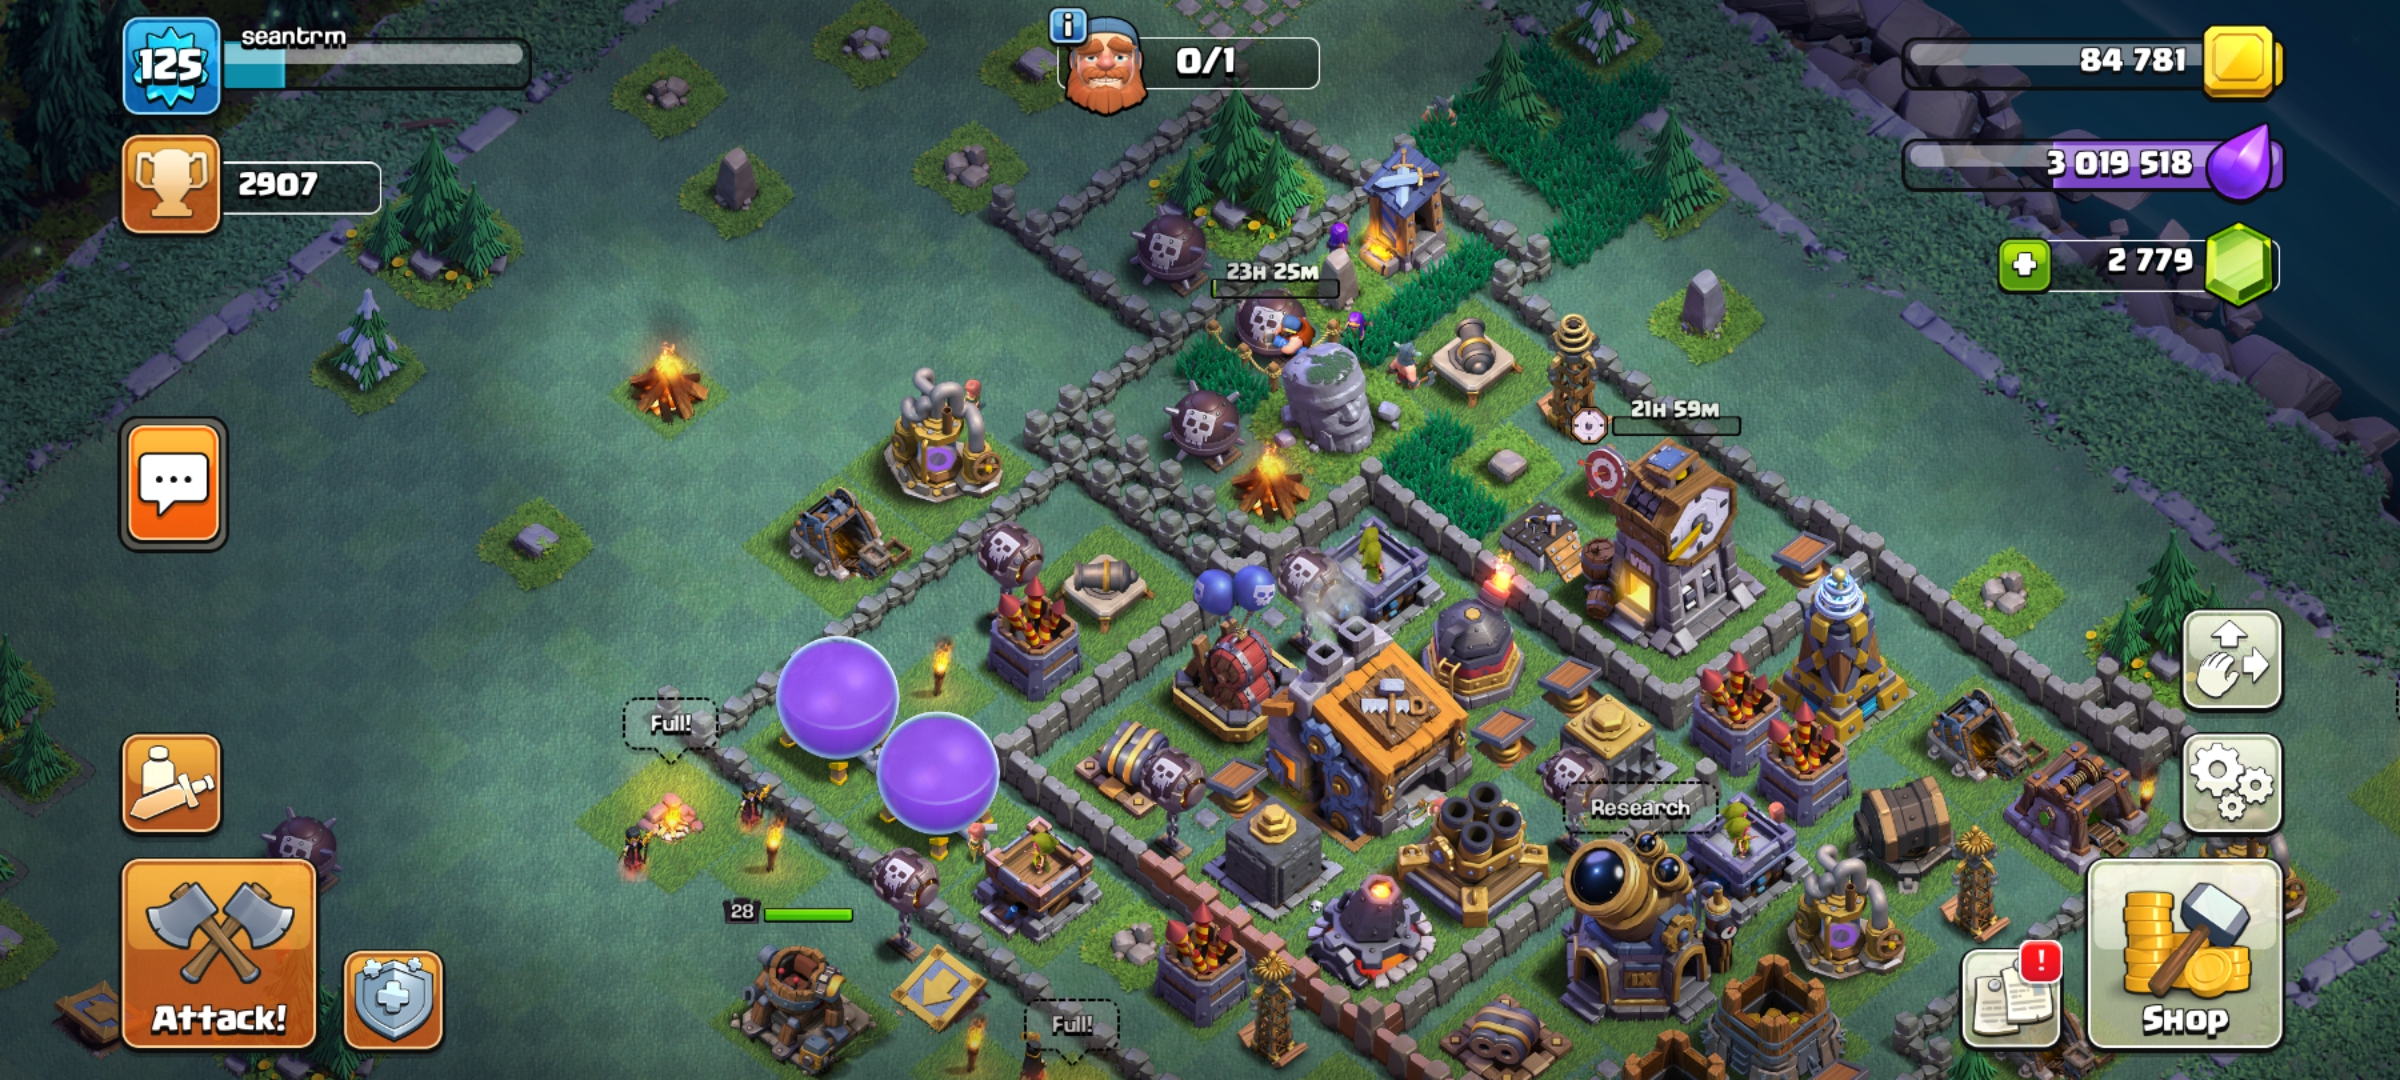 125
seantrm
i
0/1
84 781
2907
3 019 518
2 779
23H 25M
21H 59M
Full!
Research
28
Full!
Attack!
!
Shop